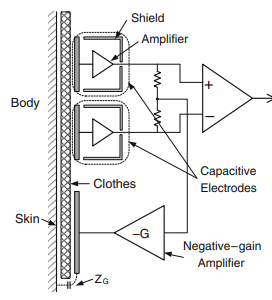 Shield
Amplifier
Body
+
−
Capacitive
Electrodes
Clothes
Skin
-G
Negative−gain
Amplifier
ZG